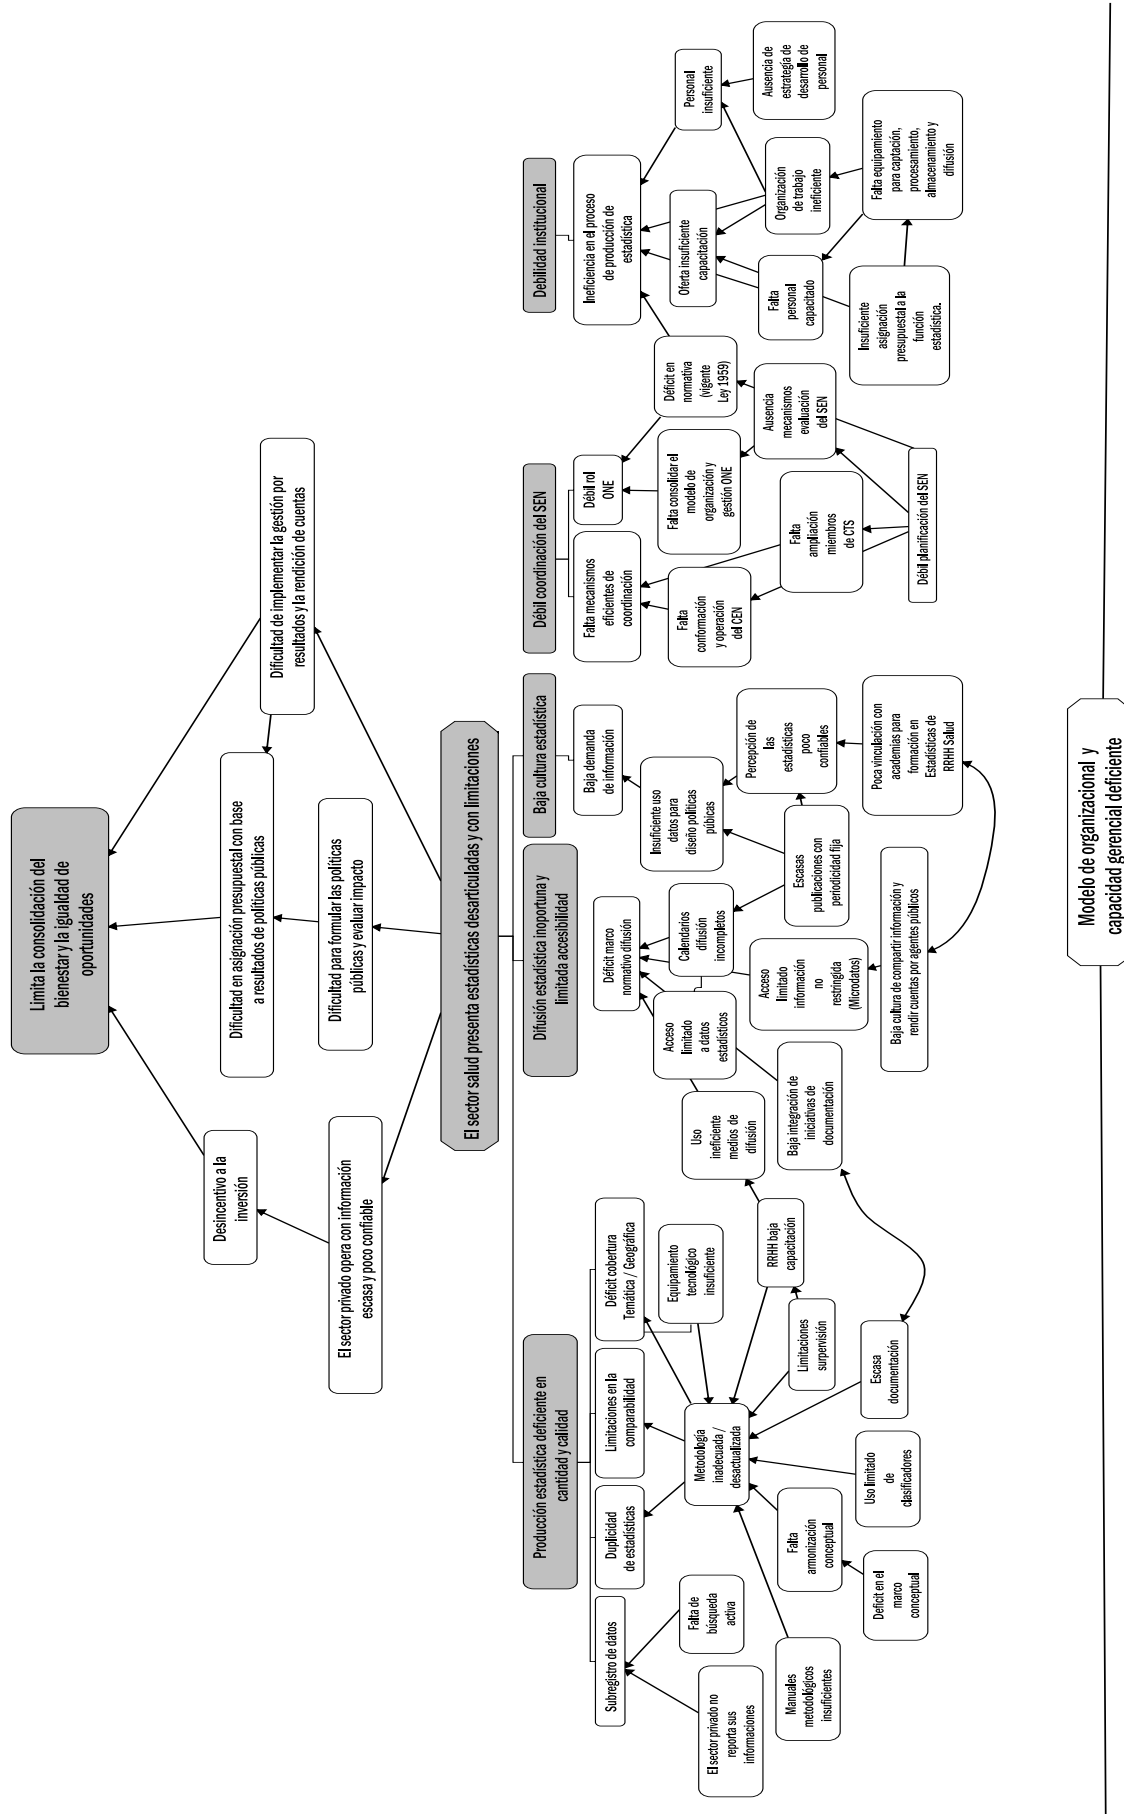 Limita la consolidación del
bienestar y la igualdad de
oportunidades
Desincentivo a la
inversión
Dificultad en asignación presupuestal con base
a resultados de políticas públicas
Dificultad de implementar la gestión por
resultados y la rendición de cuentas
El sector privado opera con información
escasa y poco confiable
Dificultad para formular las políticas
públicas y evaluar impacto
El sector salud presenta estadísticas desarticuladas y con limitaciones
Producción estadística deficiente en
cantidad y calidad
Subregistro de datos
Duplicidad
de estadísticas
Limitaciones en la
comparabilidad
Déficit cobertura
Temática / Geográfica
El sector privado no
reporta sus
informaciones
Falta de
búsqueda
activa
Metodología
inadecuada /
desactualizada
Equipamiento
tecnológico
insuficiente
Manuales
metodológicos
insuficientes
Falta
armonización
conceptual
Deficit en el
marco
conceptual
Uso limitado
de
clasificadores
Escasa
documentación
Limitaciones
surpervisión
RRHH baja
capacitación
Difusión estadística inoportuna y
limitada accesibilidad
Déficit marco
normativo difusión
Uso
ineficiente
medios de
difusión
Acceso
limitado
a datos
estadísticos
Calendarios
difusión
incompletos
Baja integración de
iniciativas de
documentación
Acceso
limitado
información
no
restringida
(Microdatos)
Baja cultura de compartir información y
rendir cuentas por agentes públicos
Baja cultura estadística
Baja demanda
de información
Insuficiente uso
datos para
diseño políticas
púbicas
Escasas
publicaciones con
periodicidad fija
Percepción de
las
estadísticas
poco
confiables
Poca vinculación con
academias para
formación en
Estadísticas de
RRHH Salud
Débil coordinación del SEN
Falta mecanismos
eficientes de
coordinación
Débil rol
ONE
Falta
conformación
y operación
del CEN
Falta consolidar el
modelo de
organización y
gestión ONE
Déficit en
normativa
(vigente
Ley 1959)
Falta
ampliación
miembros
de CTS
Ausencia
mecanismos
evaluación
del SEN
Débil planificación del SEN
Debilidad institucional
Ineficiencia en el proceso
de producción de
estadística
Oferta insuficiente
capacitación
Personal
insuficiente
Falta
personal
capacitado
Organización
de trabajo
ineficiente
Ausencia de
estrategia de
desarrollo de
personal
Insuficiente
asignación
presupuestal a la
función
estadística.
Falta equipamiento
para captación,
procesamiento,
almacenamiento y
difusión
Modelo de organizacional y
capacidad gerencial deficiente